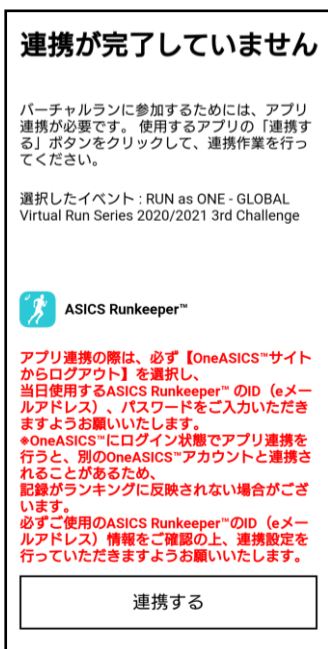 連携が完了していません
バーチャルランに参加するためには、アプリ
連携が必要です。 使用するアプリの「連携す
る」ボタンをクリックして、連携作業を行っ
てください。
選択したイベント : RUN as ONE - GLOBAL
Virtual Run Series 2020/2021 3rd Challenge
ASICS Runkeeper™
アプリ連携の際は、必ず【OneASICS™サイト
からログアウト】を選択し、
当日使用するASICS Runkeeper™ のID（eメー
ルアドレス）、パスワードをご入力いただき
ますようお願いいたします。
※OneASICS™にログイン状態でアプリ連携を
行うと、別のOneASICS™アカウントと連携さ
れることがあるため、
記録がランキングに反映されない場合がござ
います。
必ずご使用のASICS Runkeeper™のID（eメー
ルアドレス）情報をご確認の上、連携設定を
行っていただきますようお願いいたします。
連携する